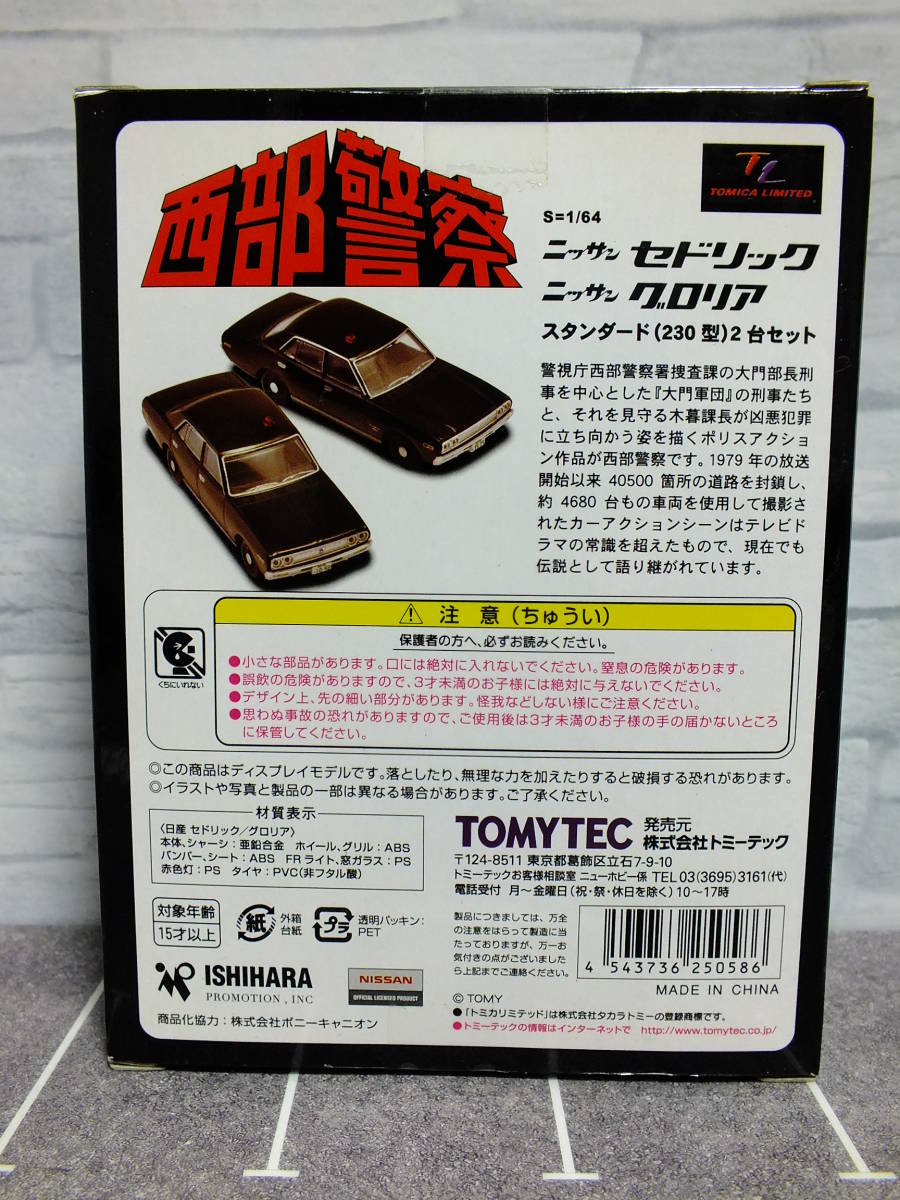 西部警察
TL
TOMICA LIMITED
S=1/64
ニッサン セドリック
ニッサン グロリア
スタンダード(230 型)2 台セット
警視庁西部警察署捜査課の大門部長刑
事を中心とした『大門軍団』の刑事たち
と、それを見守る木暮課長が凶悪犯罪
に立ち向かう姿を描くポリスアクション
作品が西部警察です。1979 年の放送
開始以来 40500 箇所の道路を封鎖し、
約 4680 台もの車両を使用して撮影さ
れたカーアクションシーンはテレビド
ラマの常識を超えたもので、現在でも
伝説として語り継がれています。
くちにいれない
⚠ 注 意(ちゅうい)
保護者の方へ、必ずお読みください。
●小さな部品があります。口には絶対に入れないでください。窒息の危険があります。
●誤飲の危険がありますので、3才未満のお子様には絶対に与えないでください。
●デザイン上、先の細い部分があります。怪我などしない様にご注意ください。
●思わぬ事故の恐れがありますので、ご使用後は3才未満のお子様の手の届かないところ
に保管してください。
◎この商品はディスプレイモデルです。落としたり、無理な力を加えたりすると破損する恐れがあります。
◎イラストや写真と製品の一部は異なる場合があります。ご了承ください。
材質表示
〈日産 セドリック/グロリア〉
本体、シャーシ:亜鉛合金 ホイール、グリル:ABS
バンパー、シート:ABS FRライト、窓ガラス:PS
赤色灯:PS タイヤ:PVC(非フタル酸)
TOMYTEC 発売元 株式会社トミーテック
〒124-8511 東京都葛飾区立石7-9-10
トミーテックお客様相談室 ニューホビー係 TEL 03(3695)3161(代)
電話受付 月〜金曜日(祝・祭・休日を除く)10〜17時
対象年齢
15才以上
紙
外箱
台紙
プラ
透明パッキン:
PET
製品につきましては、万全
の注意をはらって製造に当
たっておりますが、万一お
気付きの点がございました
ら上記までご連絡ください。
4 543736 250586
MADE IN CHINA
ISHIHARA
PROMOTION , INC
NISSAN
OFFICIAL LICENSED PRODUCT
商品化協力:株式会社ポニーキャニオン
© TOMY
●「トミカリミテッド」は株式会社タカラトミーの登録商標です。
●トミーテックの情報はインターネットで http://www.tomytec.co.jp/